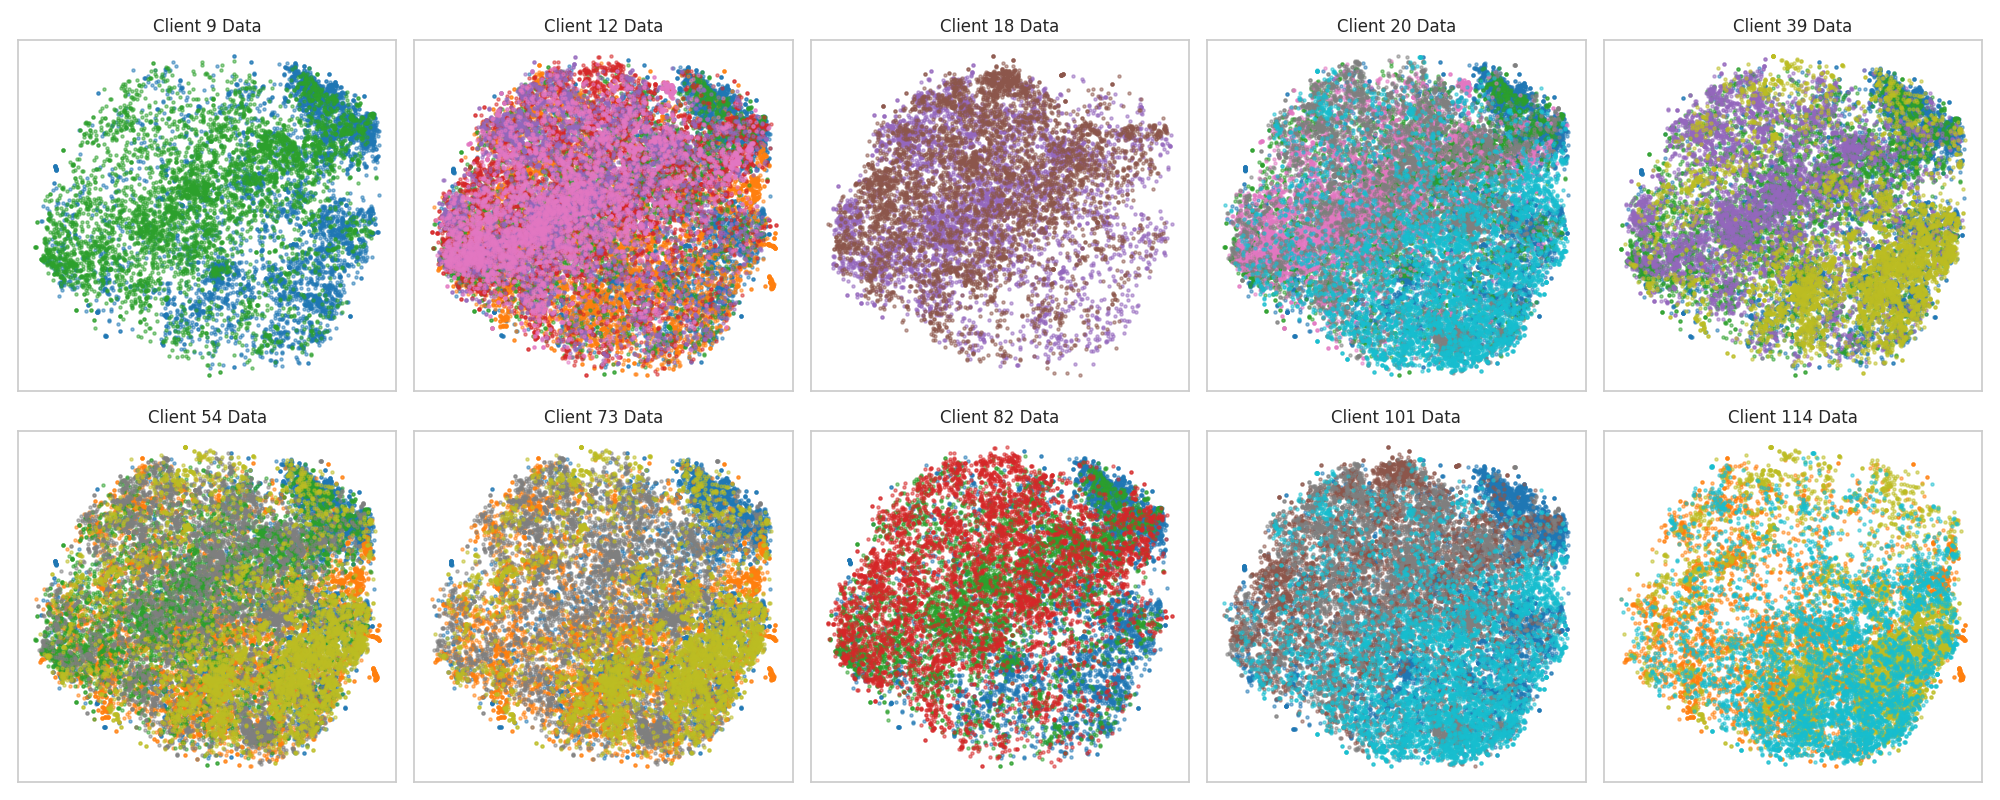 Client 9 Data
Client 12 Data
Client 18 Data
Client 20 Data
Client 39 Data
Client 54 Data
Client 73 Data
Client 82 Data
Client 101 Data
Client 114 Data